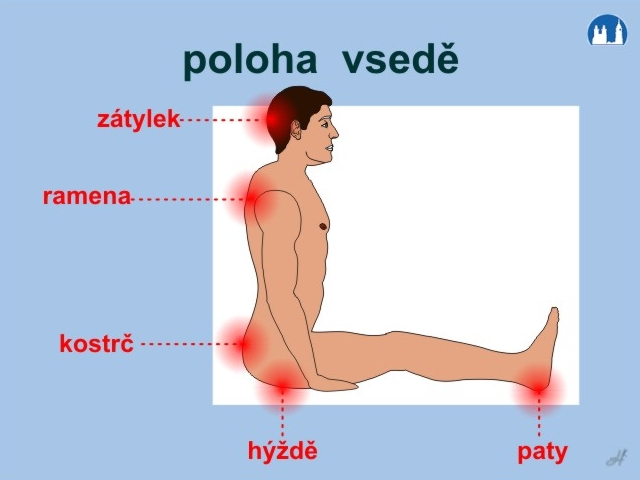 poloha vsedě
zátylek
ramena
kostrč
hýždě
paty